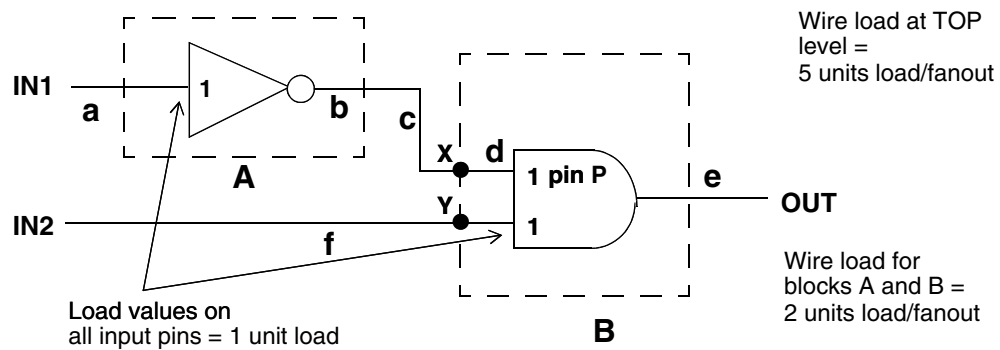 Wire load at TOP
level =
5 units load/fanout
IN1
a
1
b
c
A
X
d
1 pin P
e
OUT
Y
1
IN2
f
Wire load for
blocks A and B =
2 units load/fanout
Load values on
all input pins = 1 unit load
B